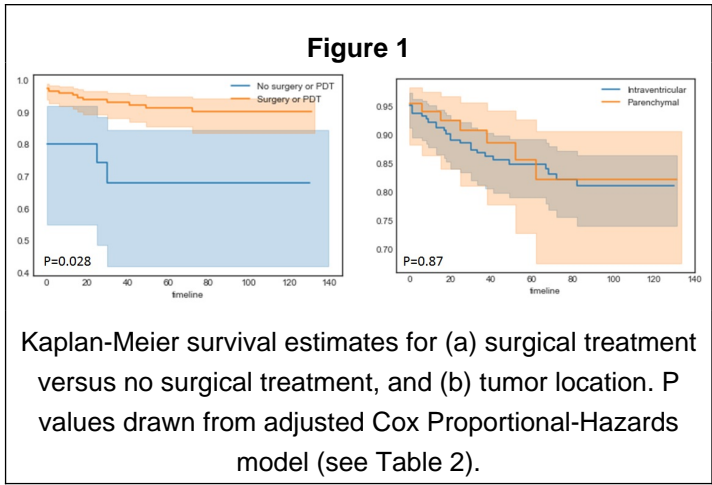 Figure 1
1.0
0.9
0.8
0.7
0.6
0.5
0.4
No surgery or PDT
Surgery or PDT
P=0.028
0 20 40 60 80 100 120 140
timeline
0.95
0.90
0.85
0.80
0.75
0.70
Intraventricular
Parenchymal
P=0.87
0 20 40 60 80 100 120 140
timeline
Kaplan-Meier survival estimates for (a) surgical treatment
versus no surgical treatment, and (b) tumor location. P
values drawn from adjusted Cox Proportional-Hazards
model (see Table 2).